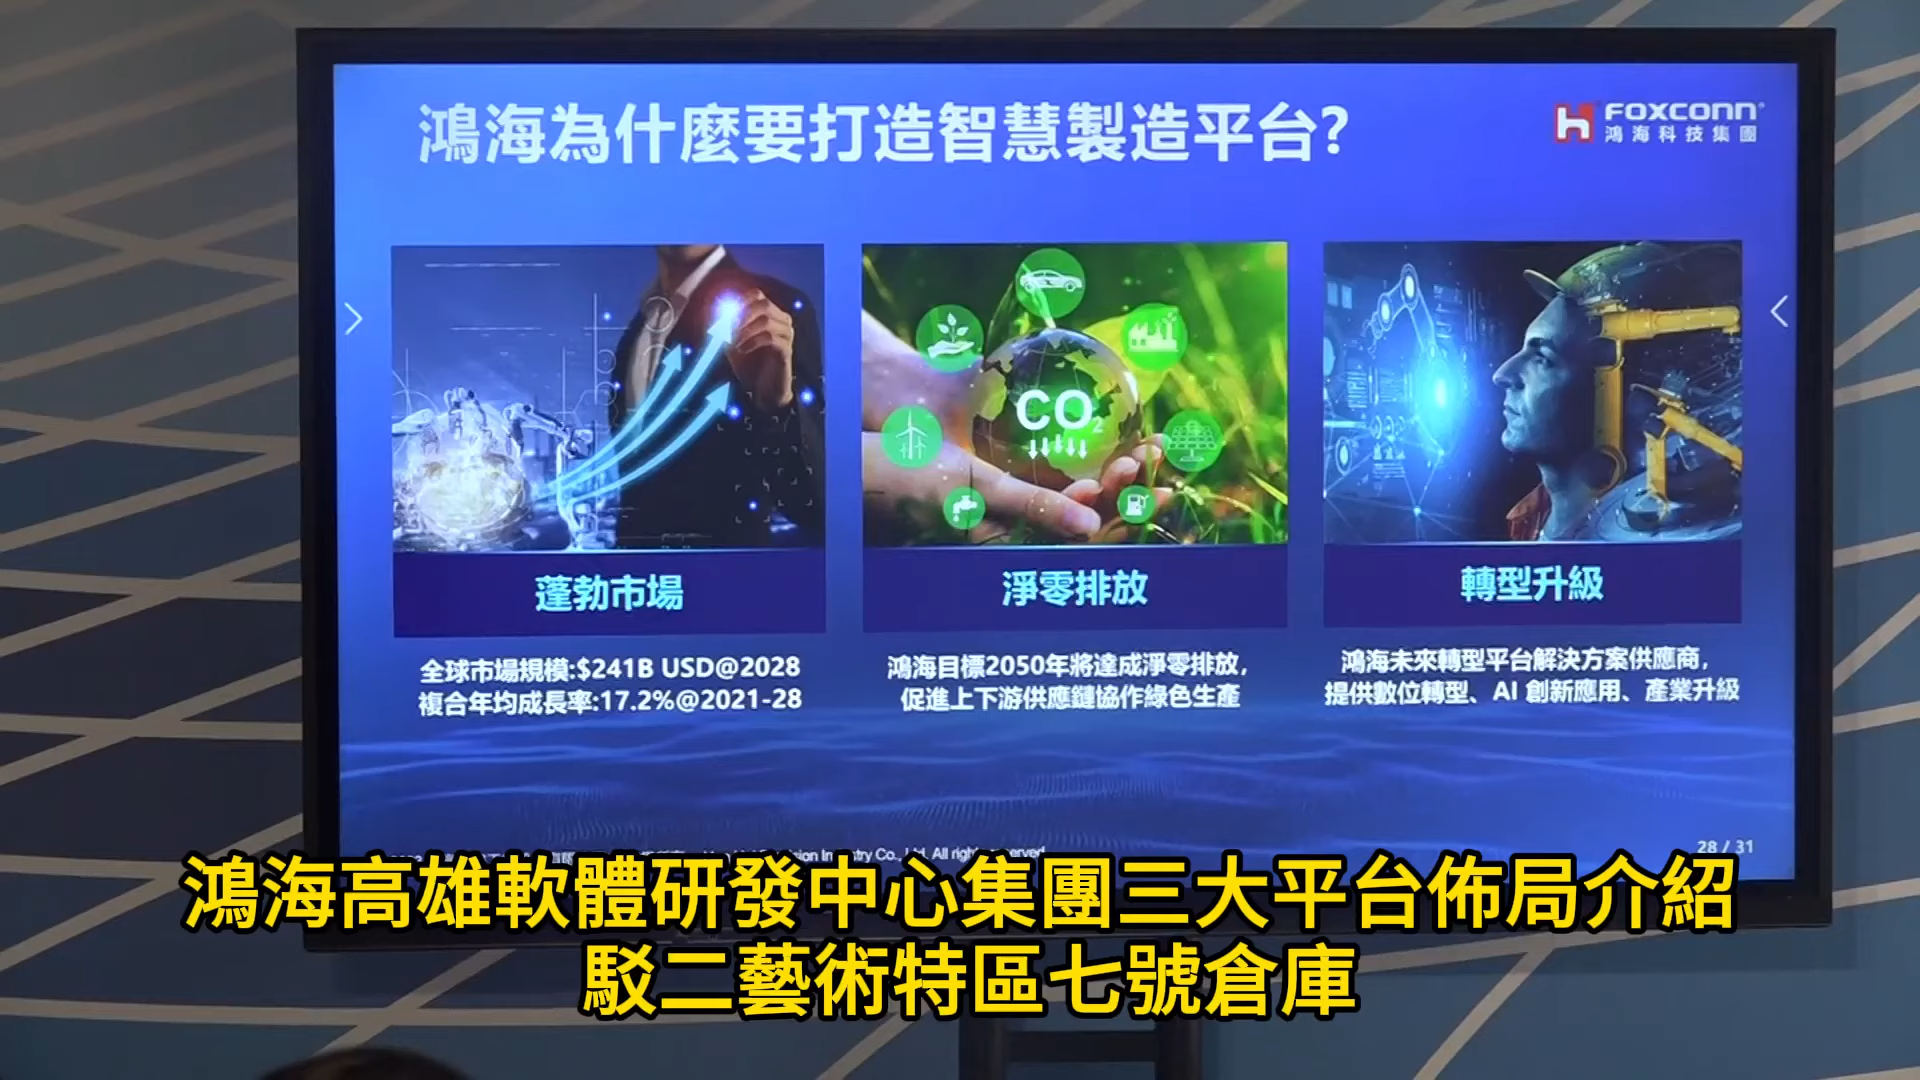 鴻海為什麼要打造智慧製造平台?
FOXCONN
鴻海科技集團
CO₂
蓬勃市場
全球市場規模:$241B USD@2028
複合年均成長率:17.2%@2021-28
淨零排放
鴻海目標2050年將達成淨零排放,
促進上下游供應鏈協作綠色生產
轉型升級
鴻海未來轉型平台解決方案供應商,
提供數位轉型、AI 創新應用、產業升級
Co., Ltd. All rights reserved
28 / 31
鴻海高雄軟體研發中心集團三大平台佈局介紹
駁二藝術特區七號倉庫